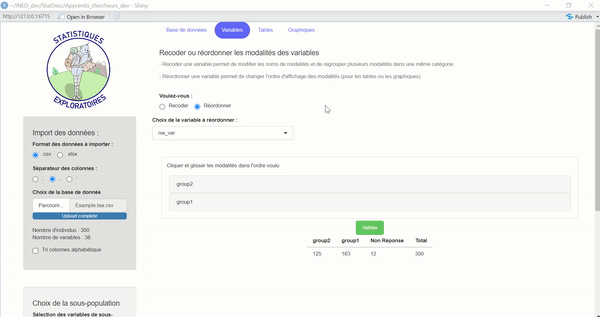 ~/INED_dev/StatDesc/Apprentis_chercheurs_dev - Shiny
http://127.0.0.1:6715 Open in Browser Publish
Base de données Variables Tables Graphiques
STATISTIQUES
EXPLORATOIRES
Recoder ou réordonner les modalités des variables
- Recoder une variable permet de modifier les noms de modalités et de regrouper plusieurs modalités dans une même catégorie.
- Réordonner une variable permet de changer l'ordre d'affichage des modalités (pour les tables ou les graphiques)
Voulez-vous :
Recoder Réordonner
Choix de la variable à réordonner :
nw_var
Cliquer et glisser les modalités dans l'ordre voulu
group2
group1
Valider
group2 group1 Non Réponse Total
125 163 12 300
Import des données :
Format des données à importer :
.csv .xlsx
Séparateur des colonnes :
; ,
Choix de la base de donnée
Parcourir... Example.tea.csv
Upload complete
Nombre d'individus : 300
Nombre de variables : 38
Tri colonnes alphabétique
Choix de la sous-population
Sélection des variables de sous-